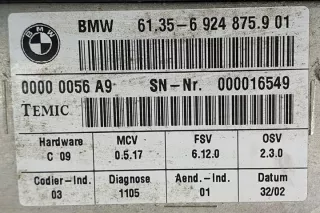 BMW 61.35-6 924 875.9 01
0000 0056 A9 SN-Nr. 000016549
TEMIC
Hardware MCV FSV OSV
C 09 0.5.17 6.12.0 2.3.0
Codier-Ind. Diagnose Aend.-Ind. Datum
03 1105 01 32/02